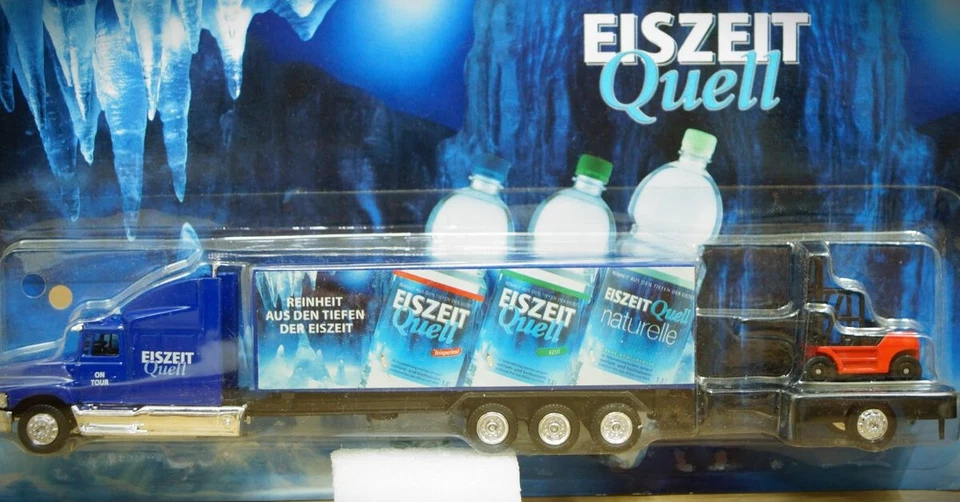 EISZEIT
Quell
REINHEIT
AUS DEN TIEFEN
DER EISZEIT
EISZEIT
Quell
EISZEIT
Quell
EISZEIT Quell
naturelle
EISZEIT
Quell
ON
TOUR